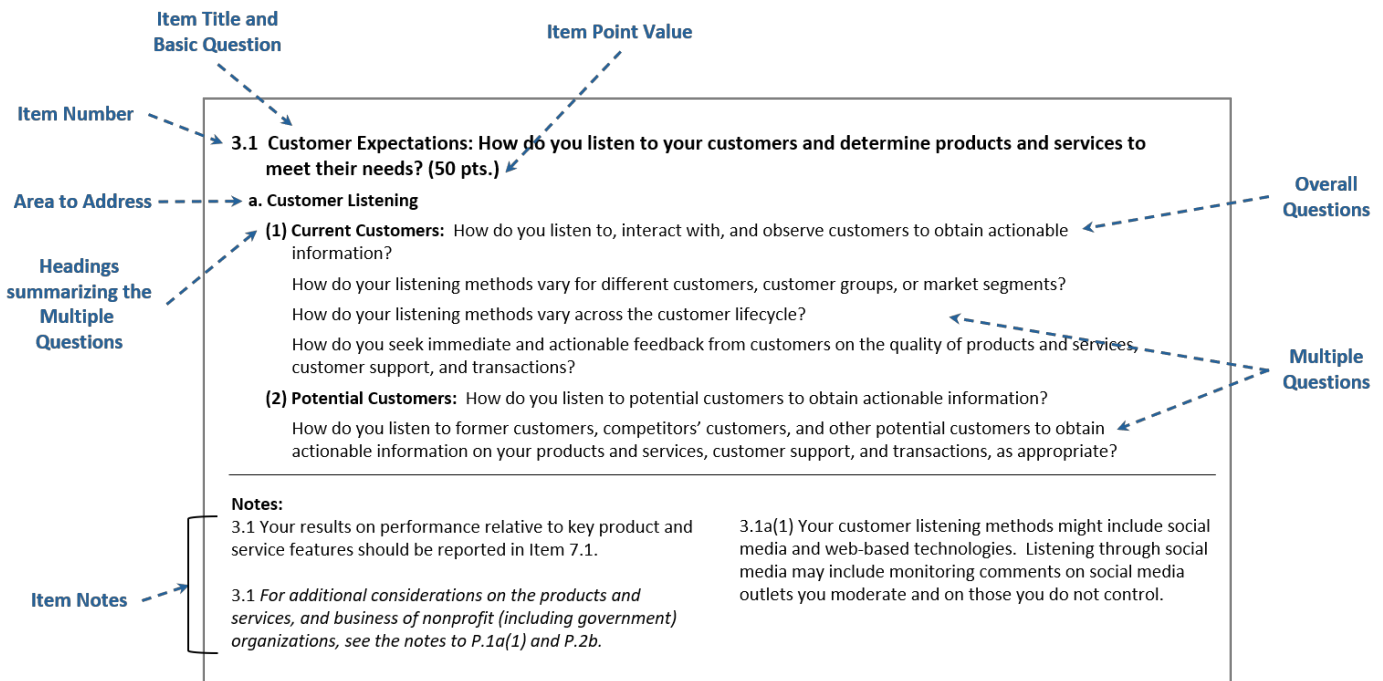 Item Title and
Basic Question
Item Point Value
Item Number
3.1 Customer Expectations: How do you listen to your customers and determine products and services to
meet their needs? (50 pts.)
Area to Address
a. Customer Listening
Overall
Questions
(1) Current Customers: How do you listen to, interact with, and observe customers to obtain actionable
information?
Headings
summarizing the
Multiple
Questions
How do your listening methods vary for different customers, customer groups, or market segments?
How do your listening methods vary across the customer lifecycle?
How do you seek immediate and actionable feedback from customers on the quality of products and services,
customer support, and transactions?
Multiple
Questions
(2) Potential Customers: How do you listen to potential customers to obtain actionable information?
How do you listen to former customers, competitors’ customers, and other potential customers to obtain
actionable information on your products and services, customer support, and transactions, as appropriate?
Notes:
3.1 Your results on performance relative to key product and
service features should be reported in Item 7.1.
3.1 For additional considerations on the products and
services, and business of nonprofit (including government)
organizations, see the notes to P.1a(1) and P.2b.
3.1a(1) Your customer listening methods might include social
media and web-based technologies. Listening through social
media may include monitoring comments on social media
outlets you moderate and on those you do not control.
Item Notes